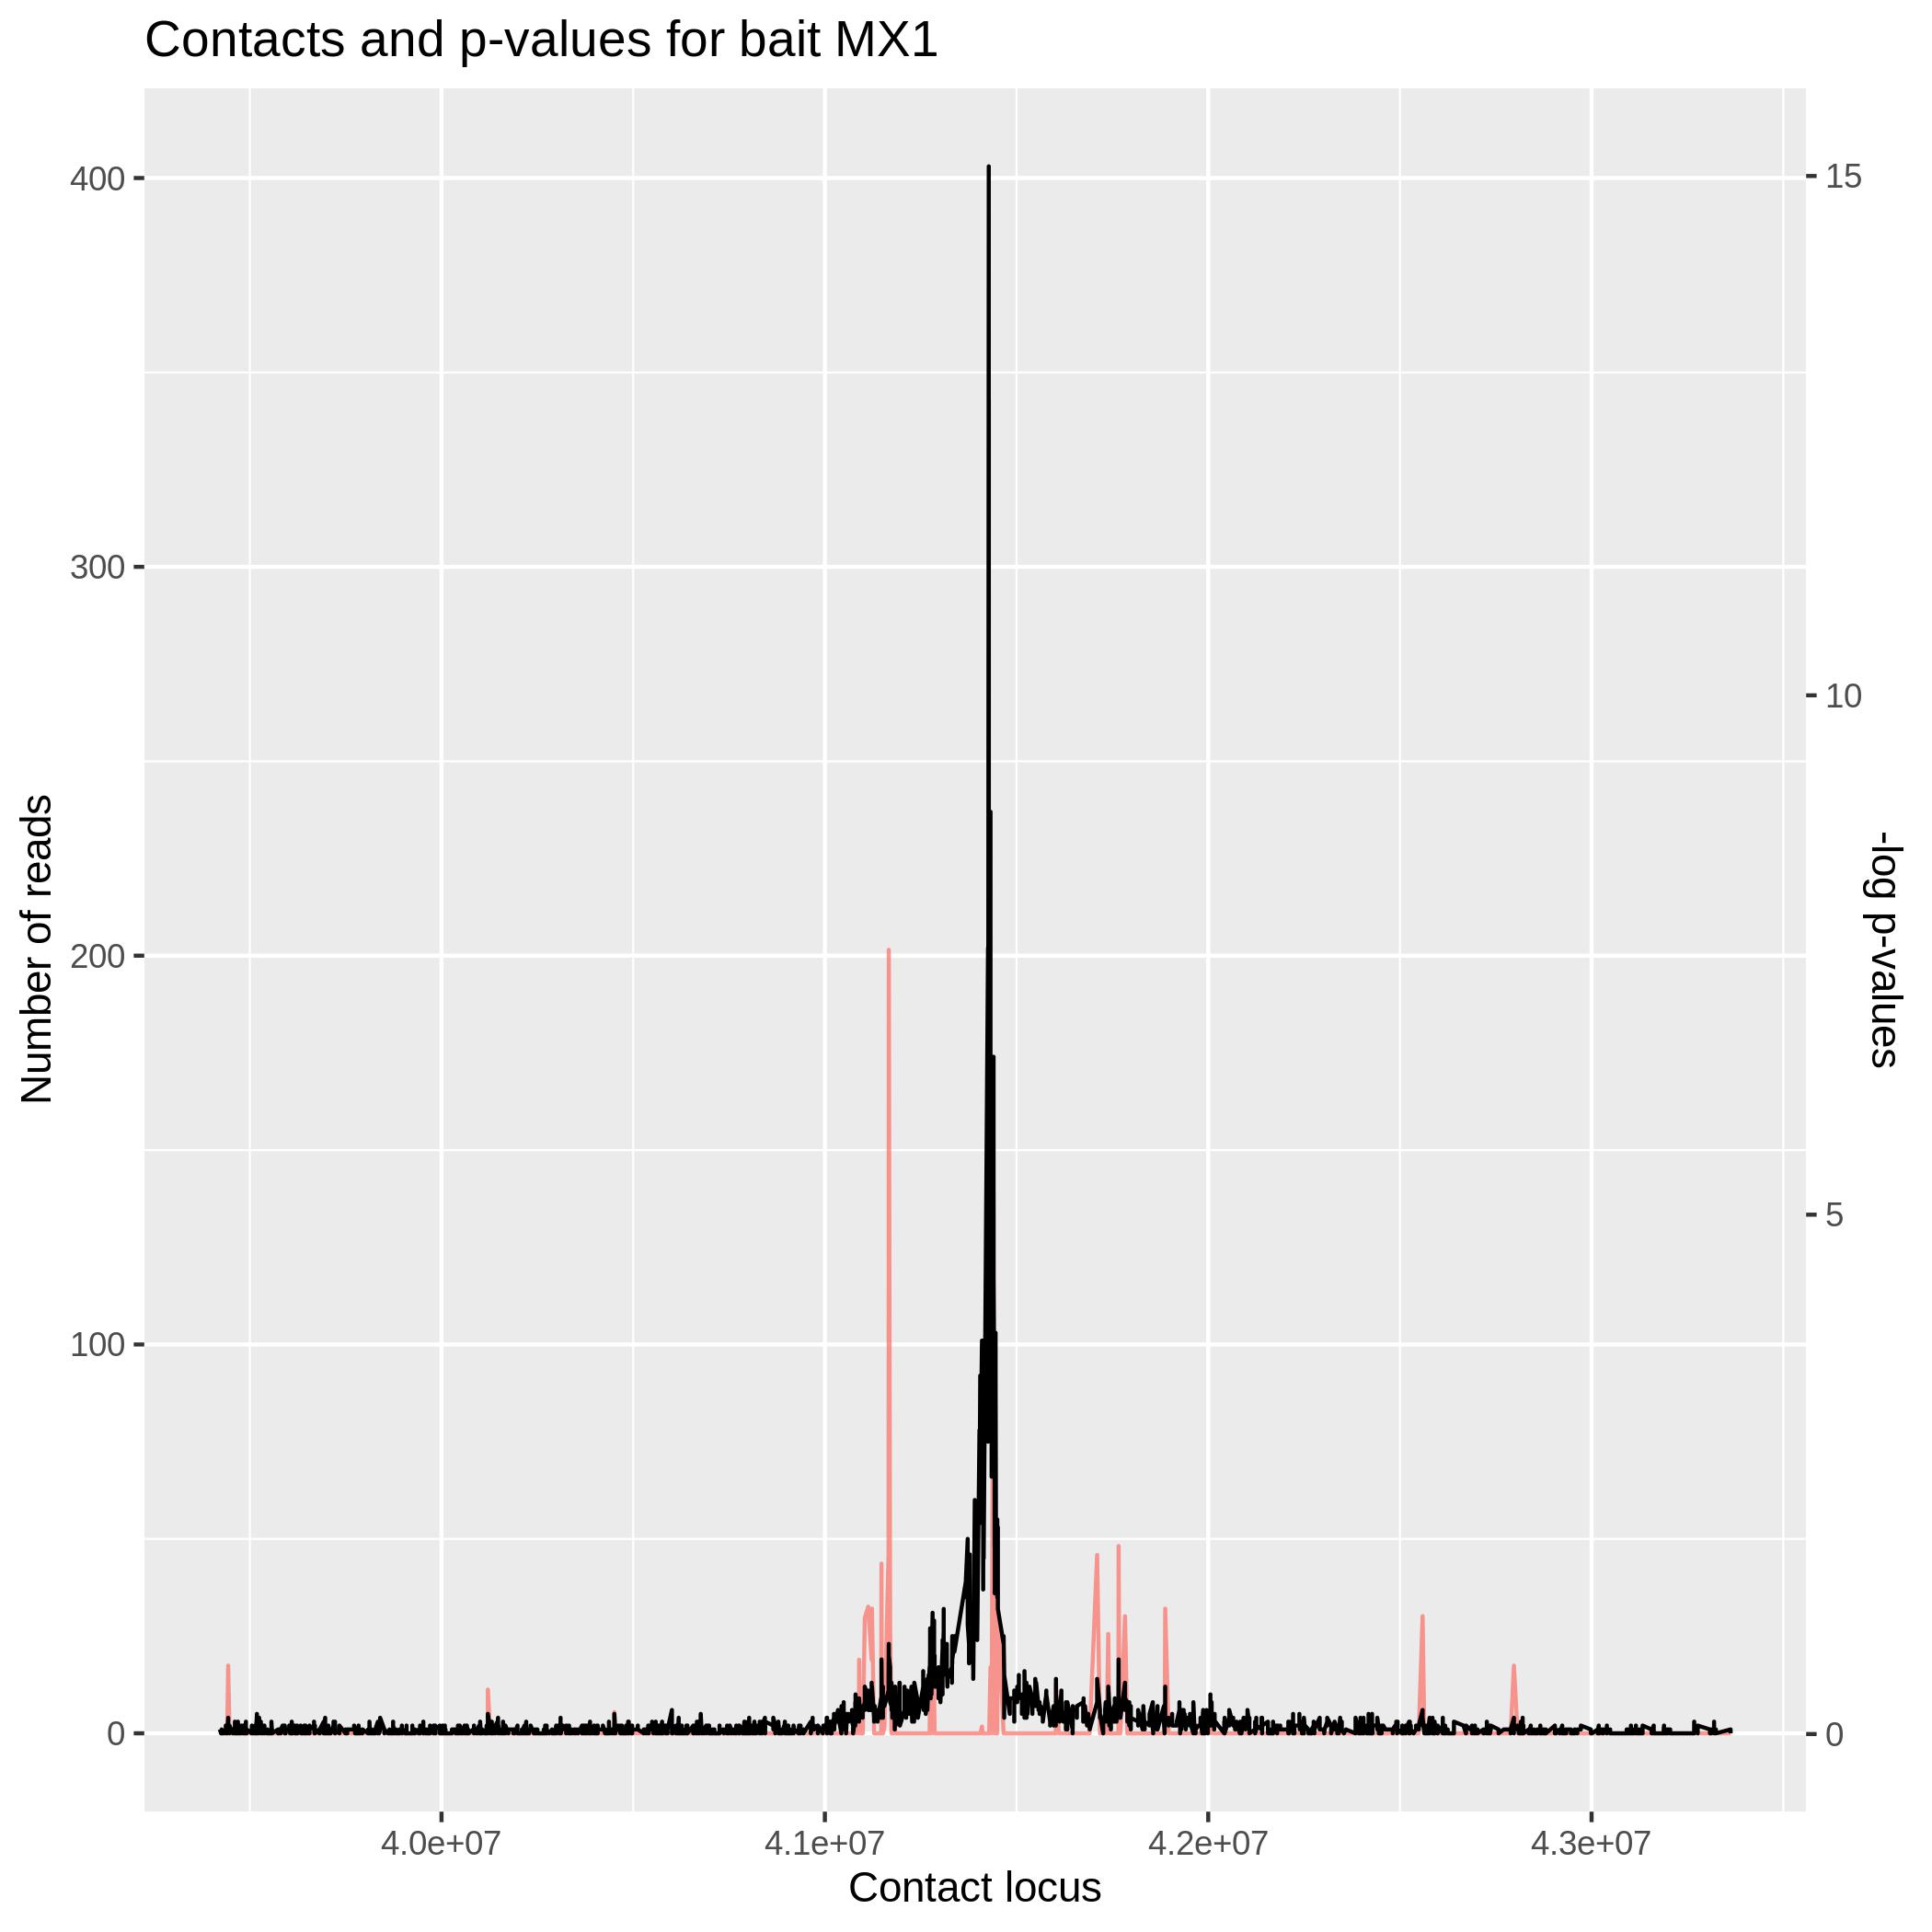 Contacts and p-values for bait MX1
Number of reads
400
300
200
100
0
15
10
5
0
-log p-values
4.0e+07
4.1e+07
4.2e+07
4.3e+07
Contact locus